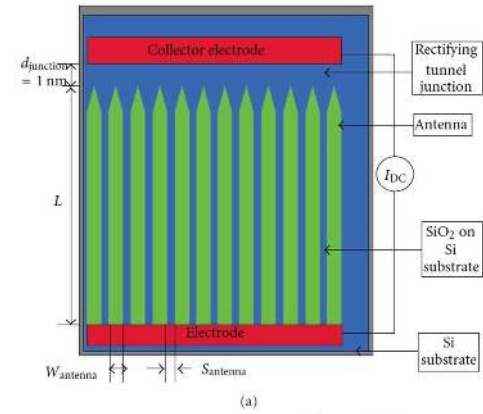 Collector electrode
d_junction
= 1 nm
Rectifying
tunnel
junction
Antenna
I_DC
L
SiO₂ on
Si
substrate
Electrode
Si
substrate
W_antenna
S_antenna
(a)